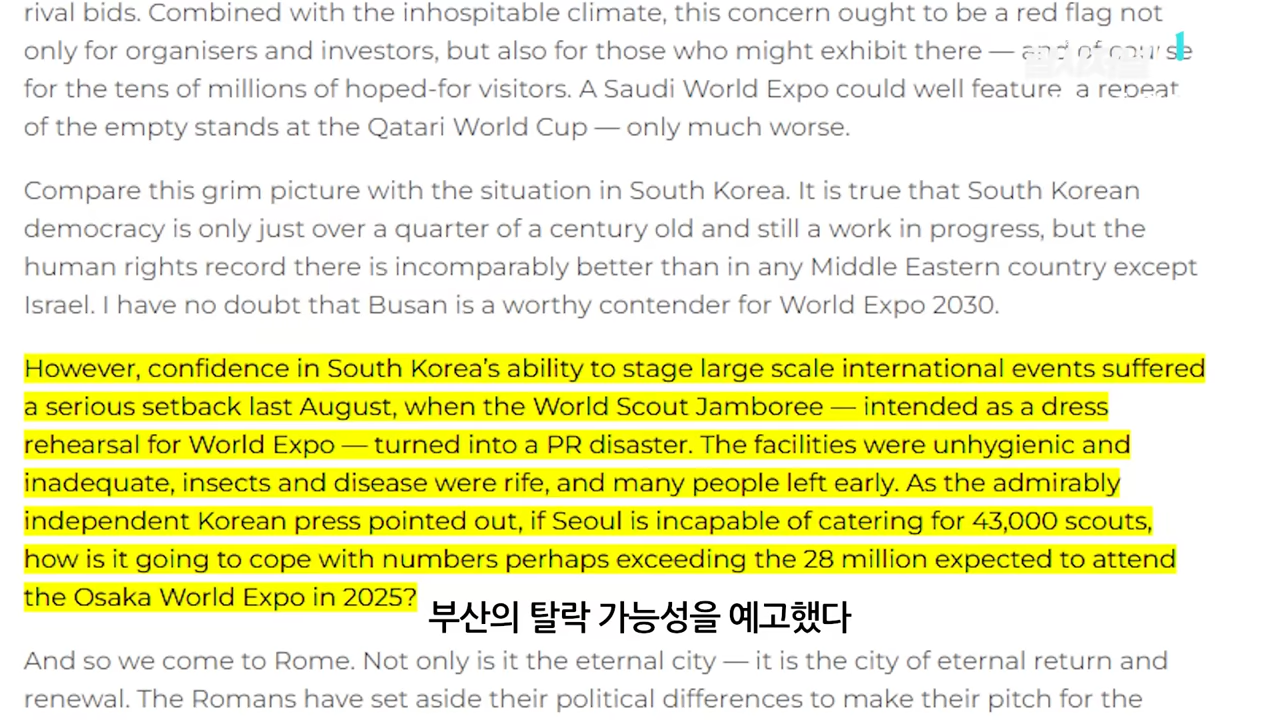 rival bids. Combined with the inhospitable climate, this concern ought to be a red flag not
only for organisers and investors, but also for those who might exhibit there — and of course
for the tens of millions of hoped-for visitors. A Saudi World Expo could well feature a repeat
of the empty stands at the Qatari World Cup — only much worse.
Compare this grim picture with the situation in South Korea. It is true that South Korean
democracy is only just over a quarter of a century old and still a work in progress, but the
human rights record there is incomparably better than in any Middle Eastern country except
Israel. I have no doubt that Busan is a worthy contender for World Expo 2030.
However, confidence in South Korea’s ability to stage large scale international events suffered
a serious setback last August, when the World Scout Jamboree — intended as a dress
rehearsal for World Expo — turned into a PR disaster. The facilities were unhygienic and
inadequate, insects and disease were rife, and many people left early. As the admirably
independent Korean press pointed out, if Seoul is incapable of catering for 43,000 scouts,
how is it going to cope with numbers perhaps exceeding the 28 million expected to attend
the Osaka World Expo in 2025?
부산의 탈락 가능성을 예고했다
And so we come to Rome. Not only is it the eternal city — it is the city of eternal return and
renewal. The Romans have set aside their political differences to make their pitch for the